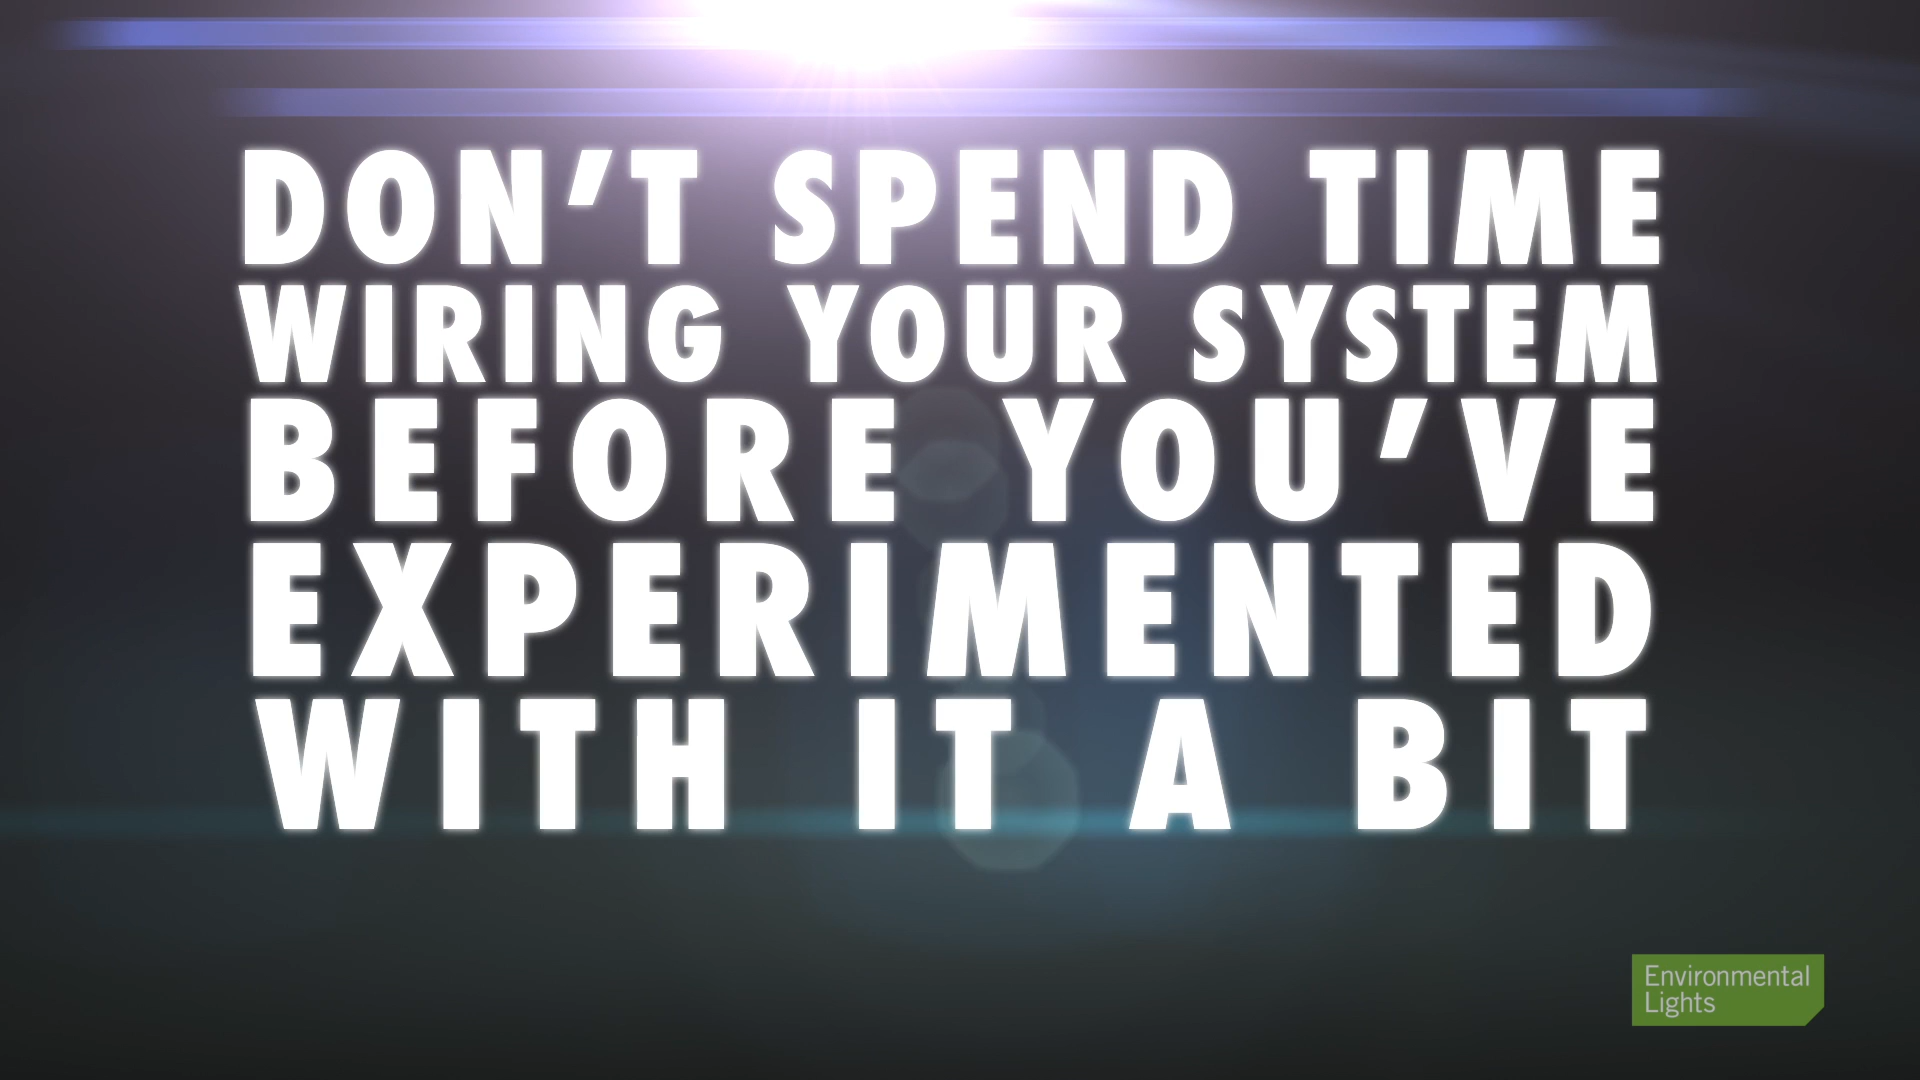 DON'T SPEND TIME
WIRING YOUR SYSTEM
BEFORE YOU'VE
EXPERIMENTED
WITH IT A BIT
Environmental
Lights